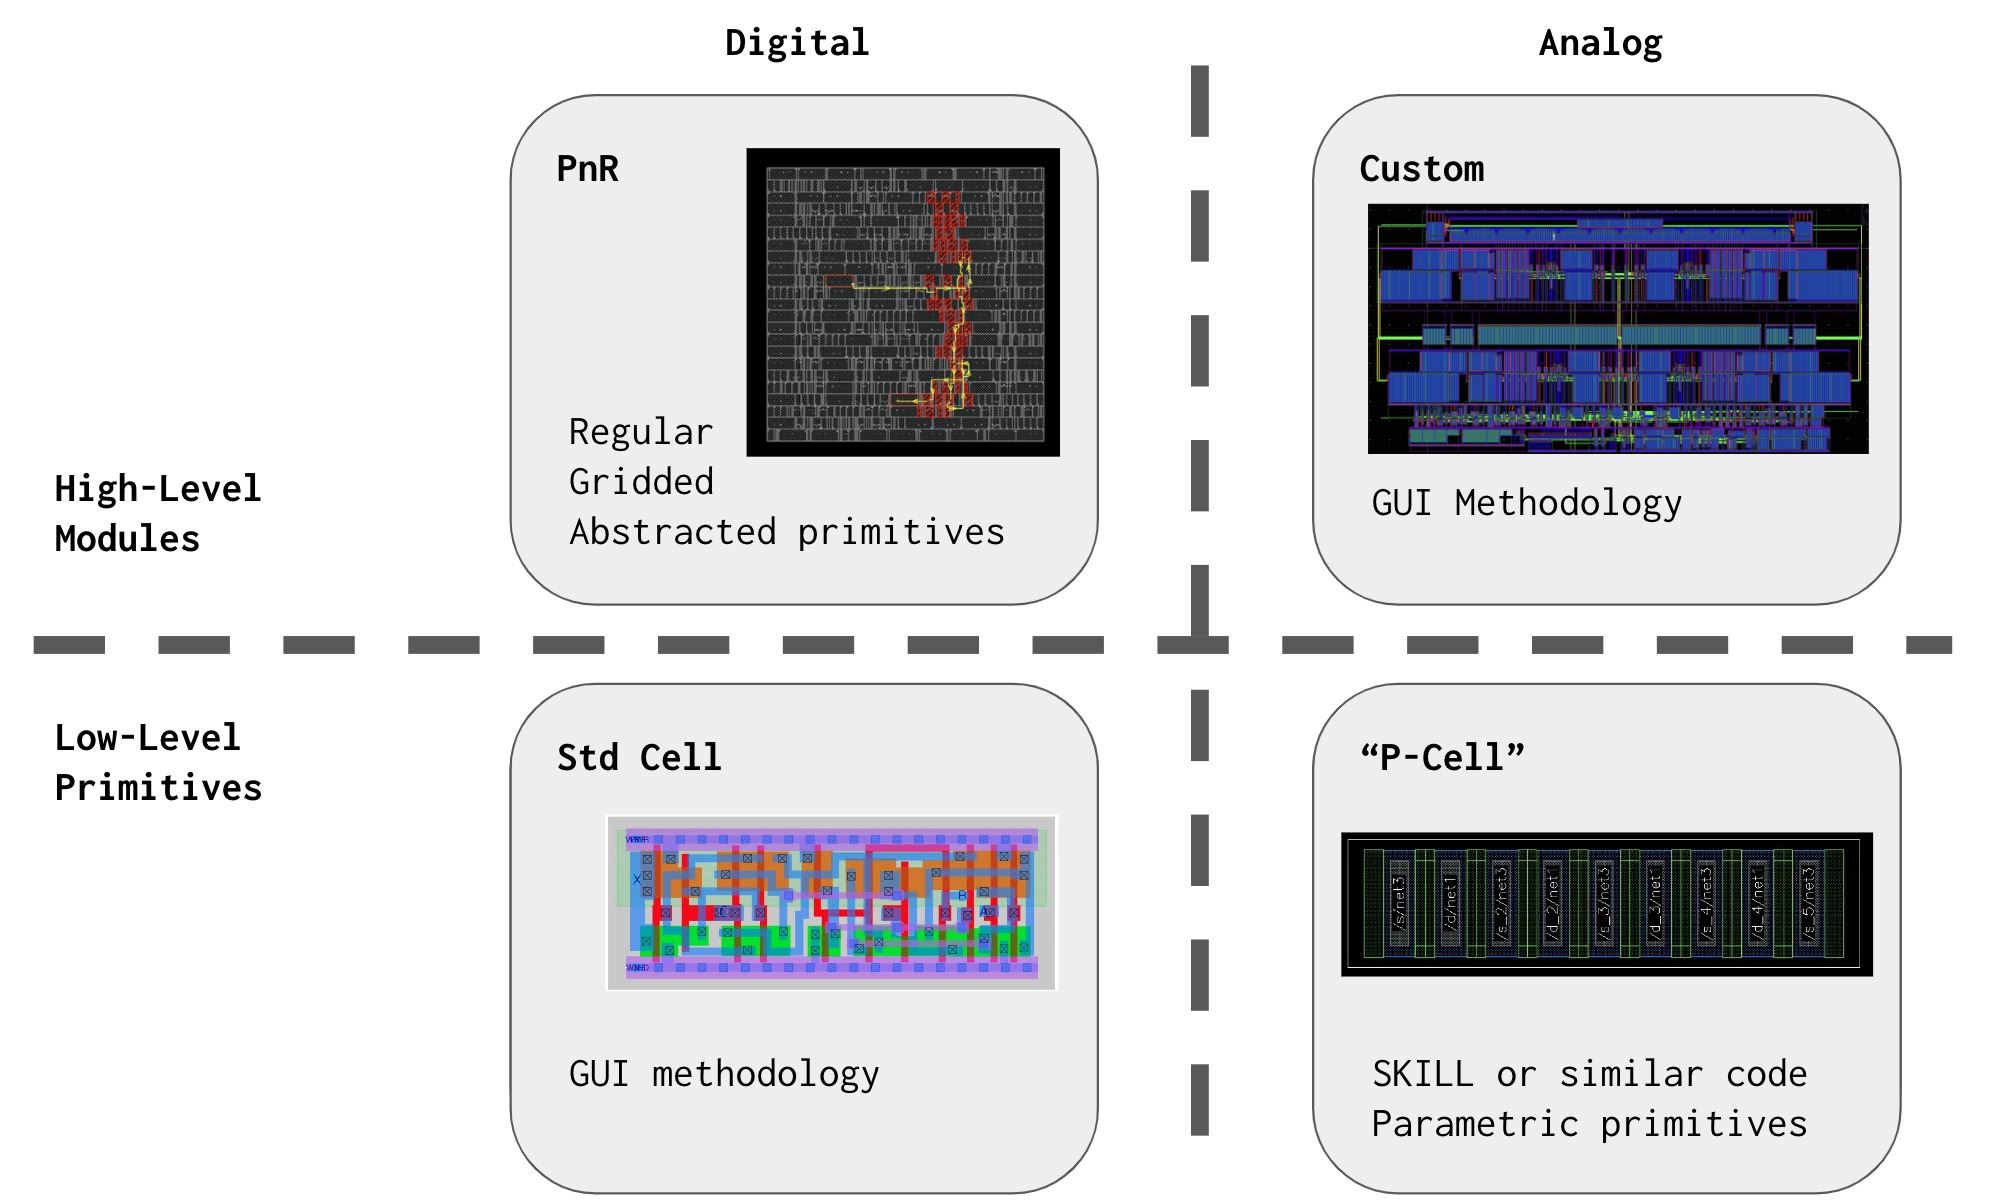 Digital
Analog
PnR
Custom
Regular
Gridded
Abstracted primitives
GUI Methodology
High-Level
Modules
Low-Level
Primitives
Std Cell
“P-Cell”
X
B
A
/s/net3
/d/net1
/s_2/net3
/d_2/net1
/s_3/net3
/d_3/net1
/s_4/net3
/d_4/net1
/s_5/net3
GUI methodology
SKILL or similar code
Parametric primitives